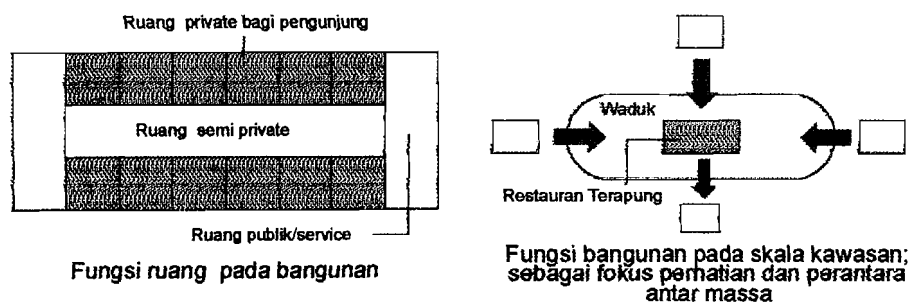 Ruang private bagi pengunjung
Ruang semi private
Ruang publik/service
Fungsi ruang pada bangunan
Waduk
Restauran Terapung
Fungsi bangunan pada skala kawasan;
sebagai fokus perhatian dan perantara
antar massa